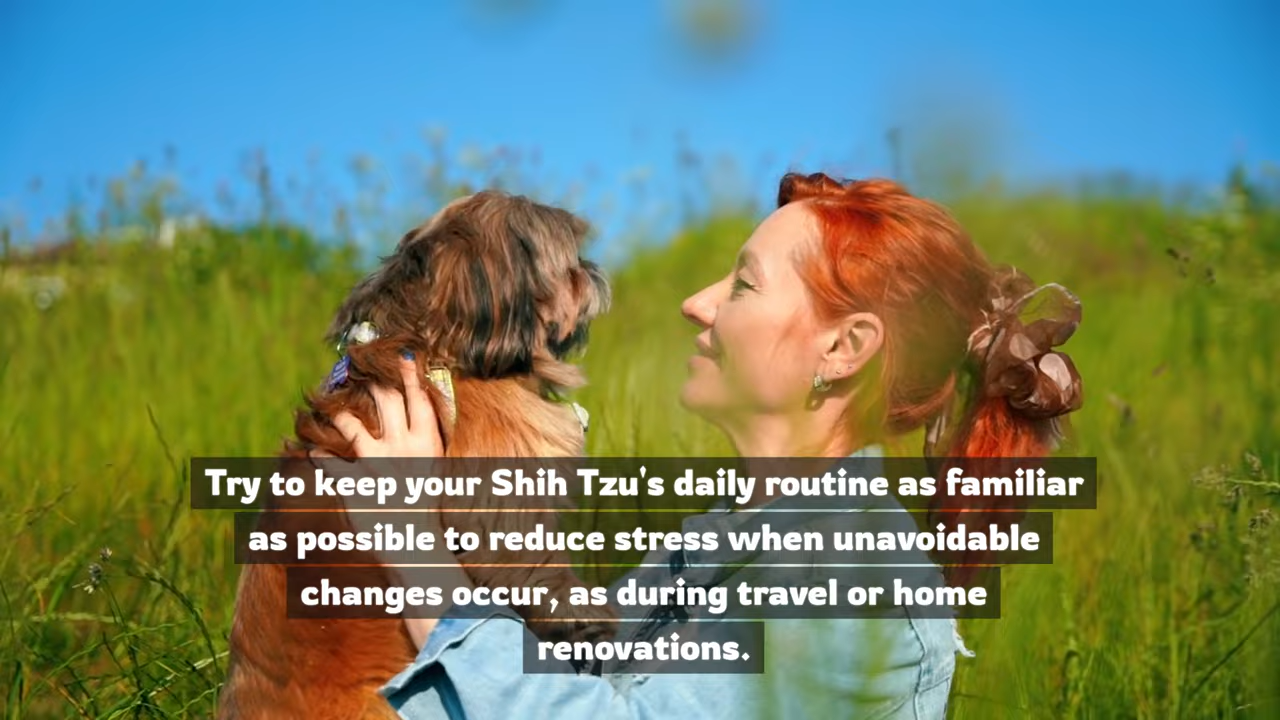 Try to keep your Shih Tzu's daily routine as familiar
as possible to reduce stress when unavoidable
changes occur, as during travel or home
renovations.